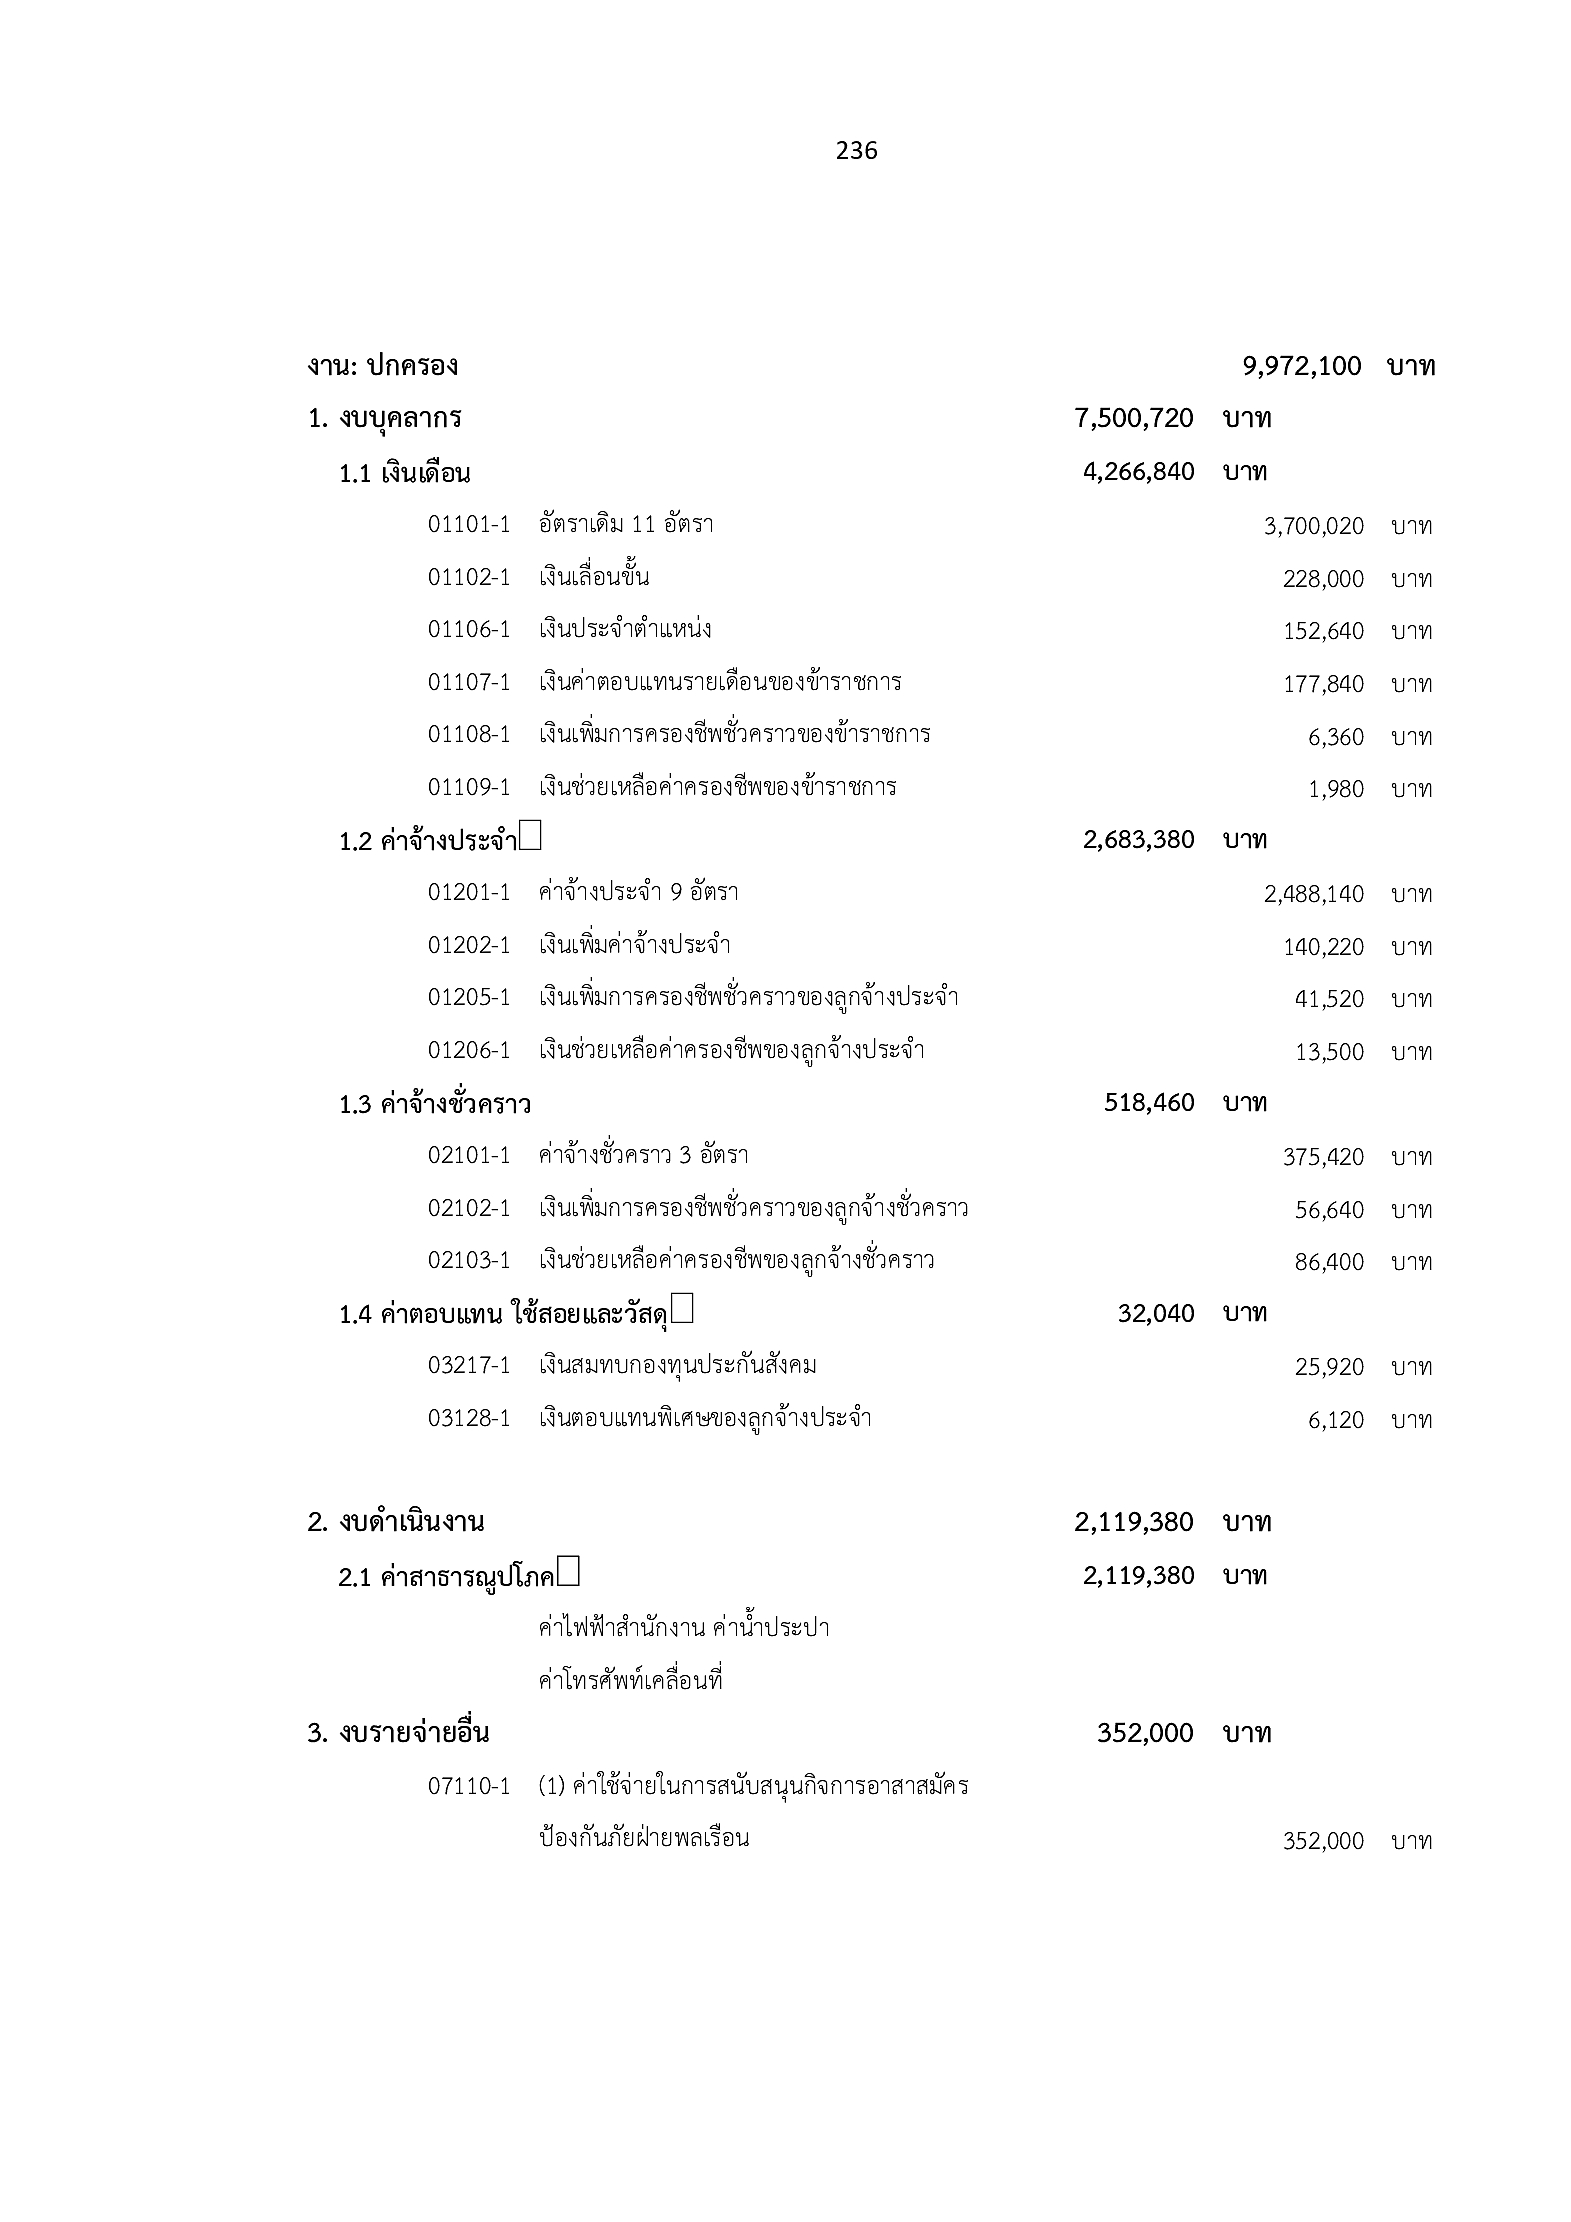 236
งาน: ปกครอง 9,972,100 บาท
1. งบบุคลากร 7,500,720 บาท
1.1 เงินเดือน 4,266,840 บาท
01101-1 อัตราเดิม 11 อัตรา 3,700,020 บาท
01102-1 เงินเลื่อนขั้น 228,000 บาท
01106-1 เงินประจำตำแหน่ง 152,640 บาท
01107-1 เงินค่าตอบแทนรายเดือนของข้าราชการ 177,840 บาท
01108-1 เงินเพิ่มการครองชีพชั่วคราวของข้าราชการ 6,360 บาท
01109-1 เงินช่วยเหลือค่าครองชีพของข้าราชการ 1,980 บาท
1.2 ค่าจ้างประจำ 2,683,380 บาท
01201-1 ค่าจ้างประจำ 9 อัตรา 2,488,140 บาท
01202-1 เงินเพิ่มค่าจ้างประจำ 140,220 บาท
01205-1 เงินเพิ่มการครองชีพชั่วคราวของลูกจ้างประจำ 41,520 บาท
01206-1 เงินช่วยเหลือค่าครองชีพของลูกจ้างประจำ 13,500 บาท
1.3 ค่าจ้างชั่วคราว 518,460 บาท
02101-1 ค่าจ้างชั่วคราว 3 อัตรา 375,420 บาท
02102-1 เงินเพิ่มการครองชีพชั่วคราวของลูกจ้างชั่วคราว 56,640 บาท
02103-1 เงินช่วยเหลือค่าครองชีพของลูกจ้างชั่วคราว 86,400 บาท
1.4 ค่าตอบแทน ใช้สอยและวัสดุ 32,040 บาท
03217-1 เงินสมทบกองทุนประกันสังคม 25,920 บาท
03128-1 เงินตอบแทนพิเศษของลูกจ้างประจำ 6,120 บาท
2. งบดำเนินงาน 2,119,380 บาท
2.1 ค่าสาธารณูปโภค 2,119,380 บาท
ค่าไฟฟ้าสำนักงาน ค่าน้ำประปา
ค่าโทรศัพท์เคลื่อนที่
3. งบรายจ่ายอื่น 352,000 บาท
07110-1 (1) ค่าใช้จ่ายในการสนับสนุนกิจการอาสาสมัคร
ป้องกันภัยฝ่ายพลเรือน 352,000 บาท